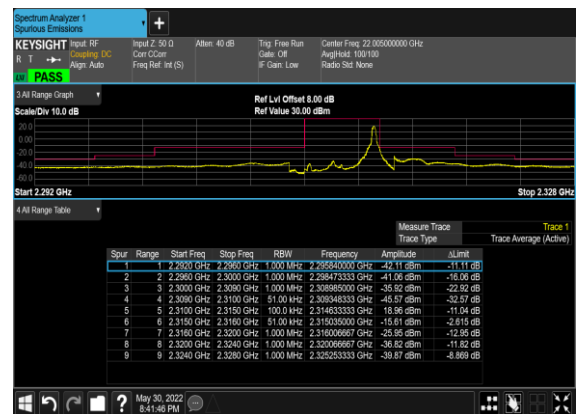 Spectrum Analyzer 1
Spurious Emissions
KEYSIGHT Input: RF Input Z: 50 Ω Atten: 40 dB Trig: Free Run Center Freq: 22.005000000 GHz
R T Coupling: DC Corr CCorr Gate: Off Avg|Hold: 100/100
Align: Auto Freq Ref: Int (S) IF Gain: Low Radio Std: None
LM PASS
3 All Range Graph
Ref Lvl Offset 8.00 dB
Scale/Div 10.0 dB Ref Value 30.00 dBm
20.0
0.00
-20.0
-40.0
-60.0
Start 2.292 GHz Stop 2.328 GHz
4 All Range Table
Measure Trace Trace 1
Trace Type Trace Average (Active)
Spur Range Start Freq Stop Freq RBW Frequency Amplitude ΔLimit
1 1 2.2920 GHz 2.2960 GHz 1.000 MHz 2.295840000 GHz -42.11 dBm -11.11 dB
2 2 2.2960 GHz 2.3000 GHz 1.000 MHz 2.298473333 GHz -41.06 dBm -16.06 dB
3 3 2.3000 GHz 2.3090 GHz 1.000 MHz 2.308985000 GHz -35.92 dBm -22.92 dB
4 4 2.3090 GHz 2.3100 GHz 51.00 kHz 2.309348333 GHz -45.57 dBm -32.57 dB
5 5 2.3100 GHz 2.3150 GHz 100.0 kHz 2.314633333 GHz 18.96 dBm -11.04 dB
6 6 2.3150 GHz 2.3160 GHz 51.00 kHz 2.315035000 GHz -15.61 dBm -2.615 dB
7 7 2.3160 GHz 2.3200 GHz 1.000 MHz 2.316006667 GHz -25.95 dBm -12.95 dB
8 8 2.3200 GHz 2.3240 GHz 1.000 MHz 2.320066667 GHz -36.82 dBm -11.82 dB
9 9 2.3240 GHz 2.3280 GHz 1.000 MHz 2.325253333 GHz -39.87 dBm -8.869 dB
? May 30, 2022
8:41:46 PM